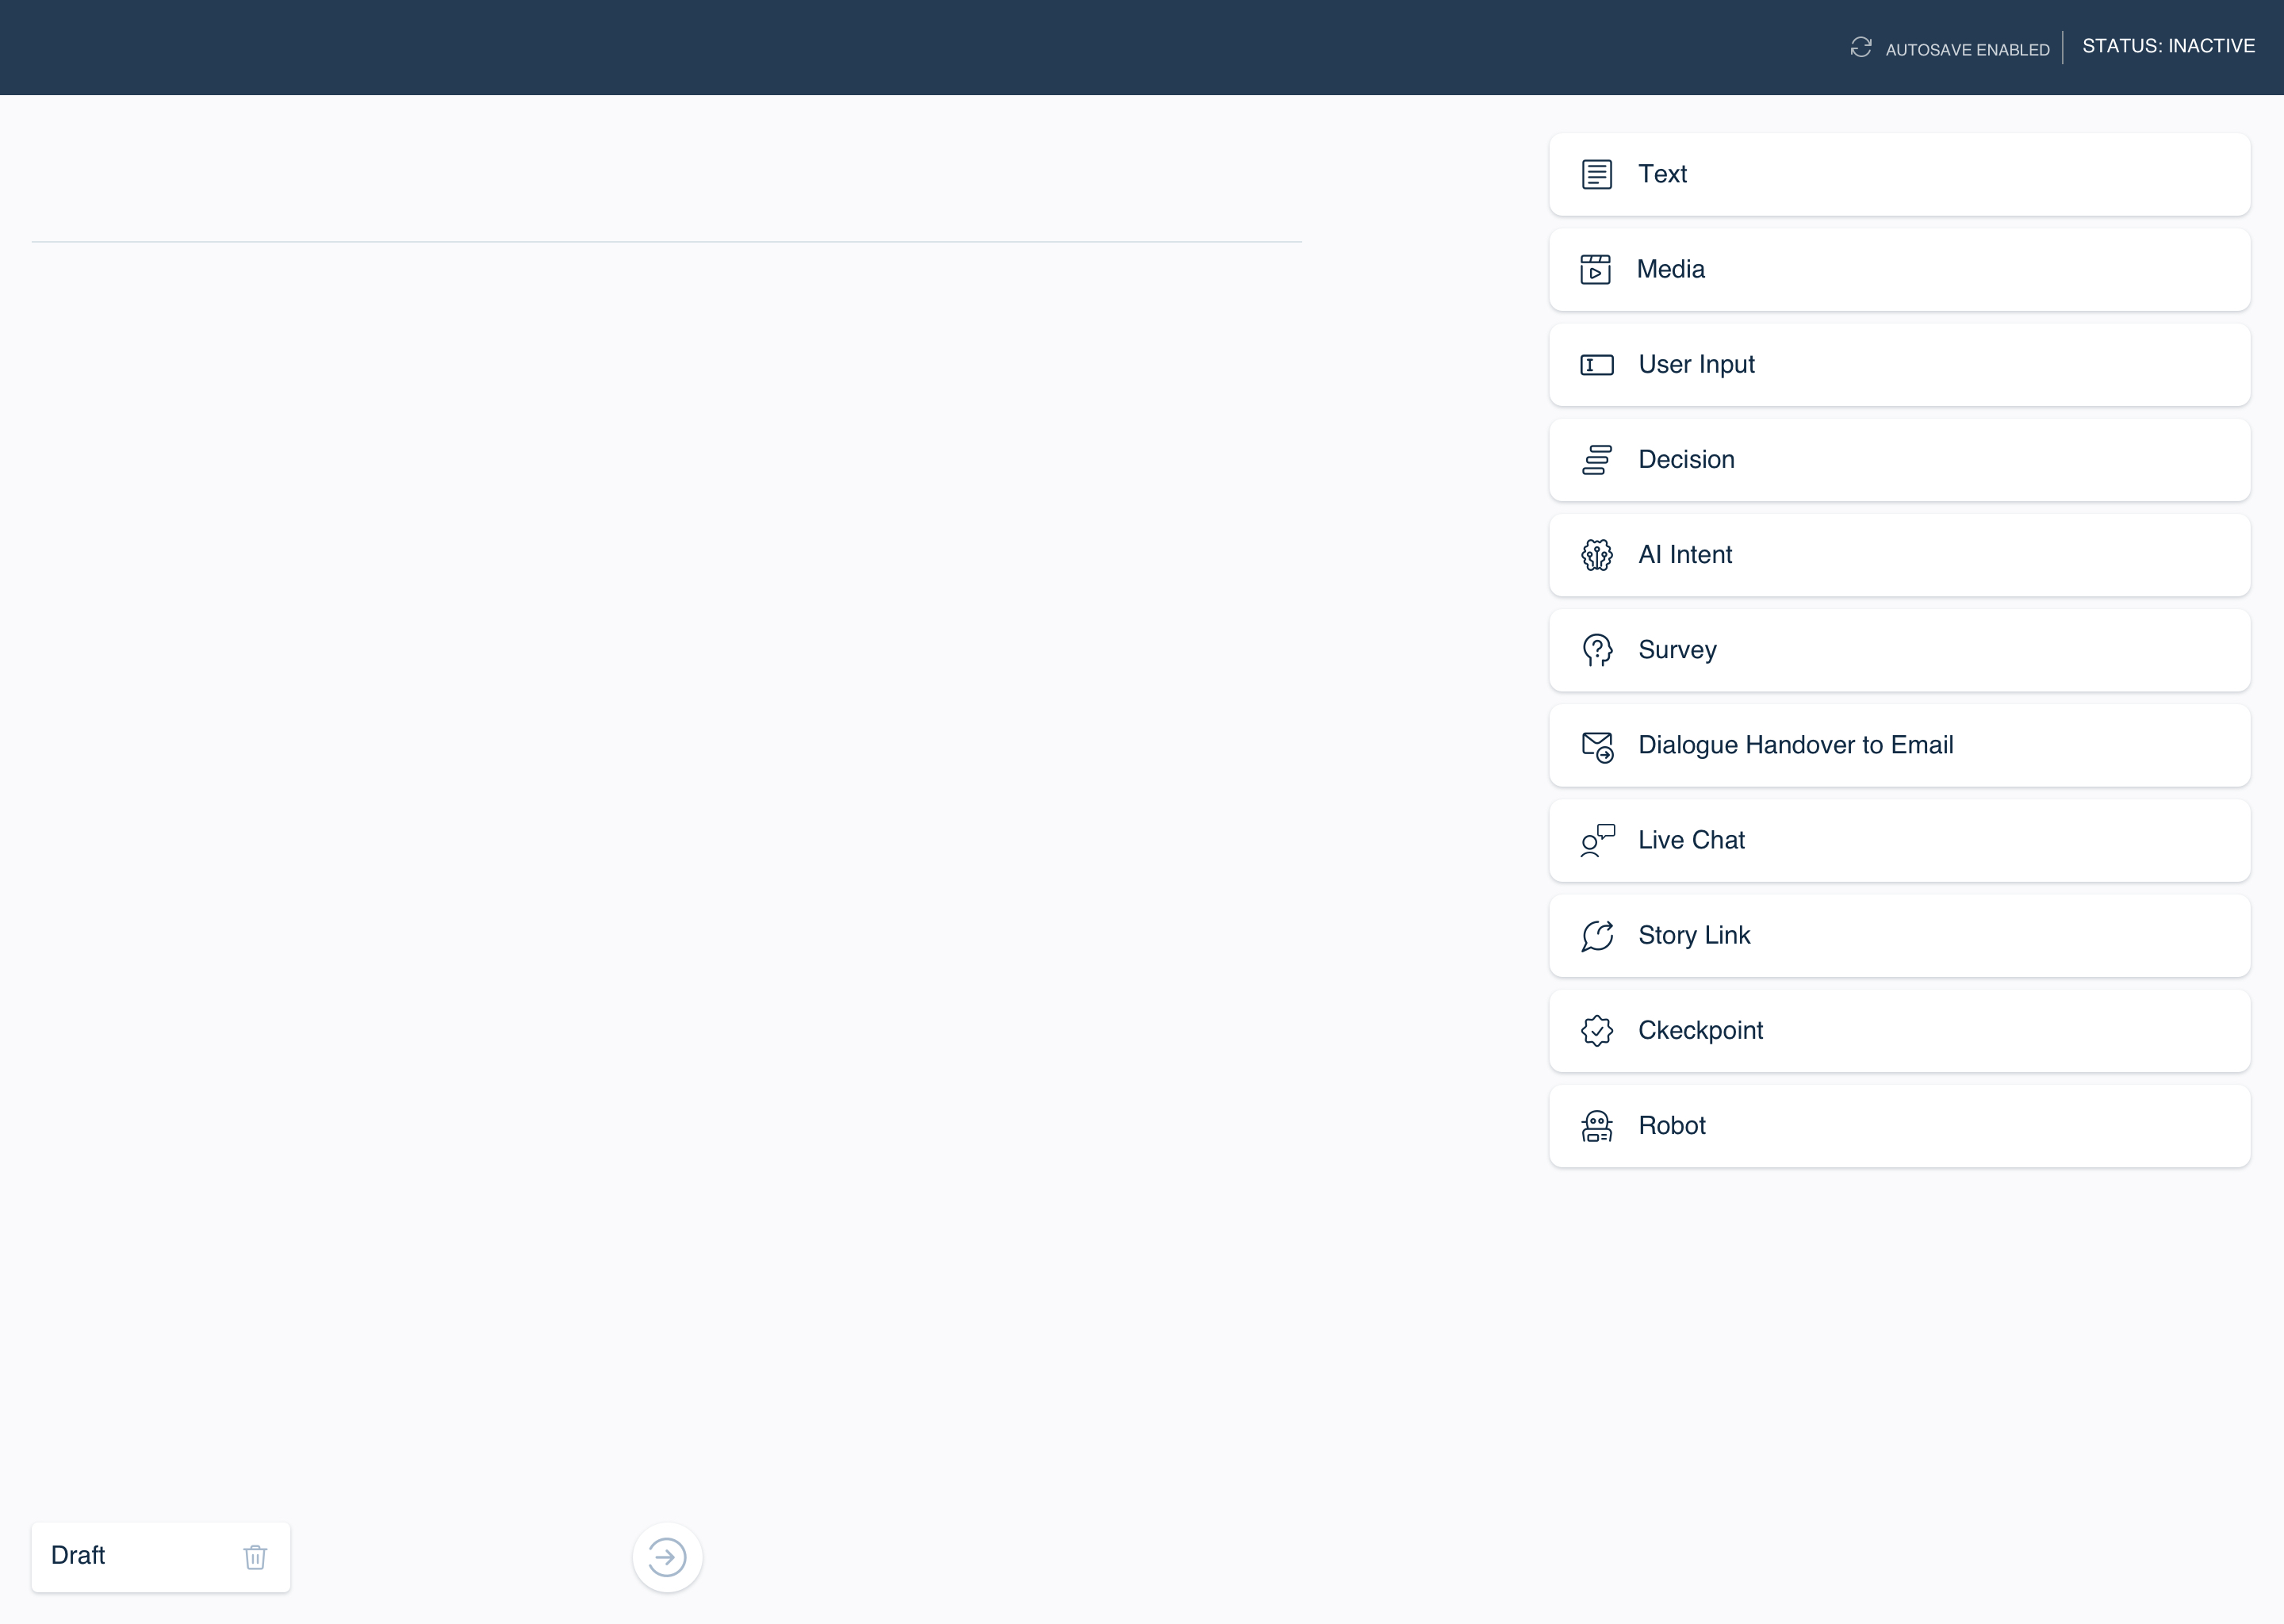 AUTOSAVE ENABLED
STATUS: INACTIVE
Text
Media
User Input
Decision
AI Intent
Survey
Dialogue Handover to Email
Live Chat
Story Link
Ckeckpoint
Robot
Draft